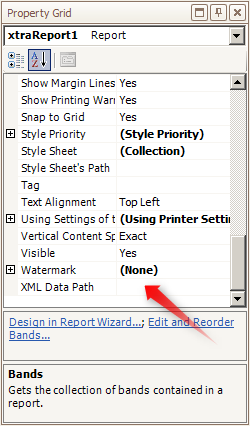 Property Grid
xtraReport1 Report
Show Margin Lines Yes
Show Printing Warn Yes
Snap to Grid Yes
Style Priority (Style Priority)
Style Sheet (Collection)
Style Sheet's Path
Tag
Text Alignment Top Left
Using Settings of t (Using Printer Settin
Vertical Content Sp Exact
Visible Yes
Watermark (None)
XML Data Path
Design in Report Wizard...; Edit and Reorder
Bands...
Bands
Gets the collection of bands contained in a
report.